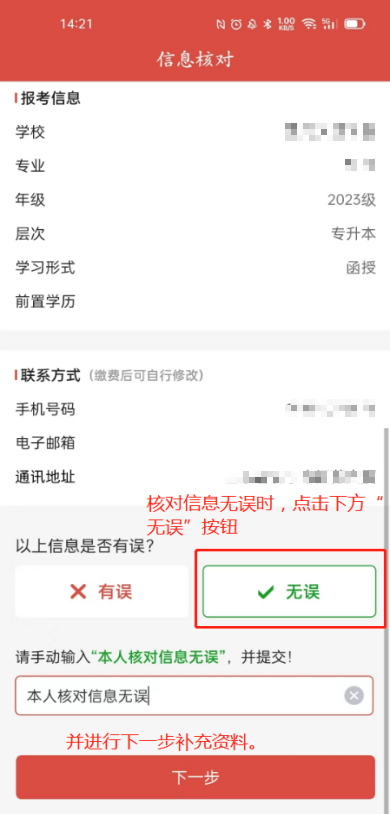 14:21
1.00
KB/S
5G
信息核对
报考信息
学校
专业
年级 2023级
层次 专升本
学习形式 函授
前置学历
联系方式（缴费后可自行修改）
手机号码
电子邮箱
通讯地址
核对信息无误时，点击下方“
无误”按钮
以上信息是否有误？
有误 无误
请手动输入“本人核对信息无误”，并提交！
本人核对信息无误
并进行下一步补充资料。
下一步